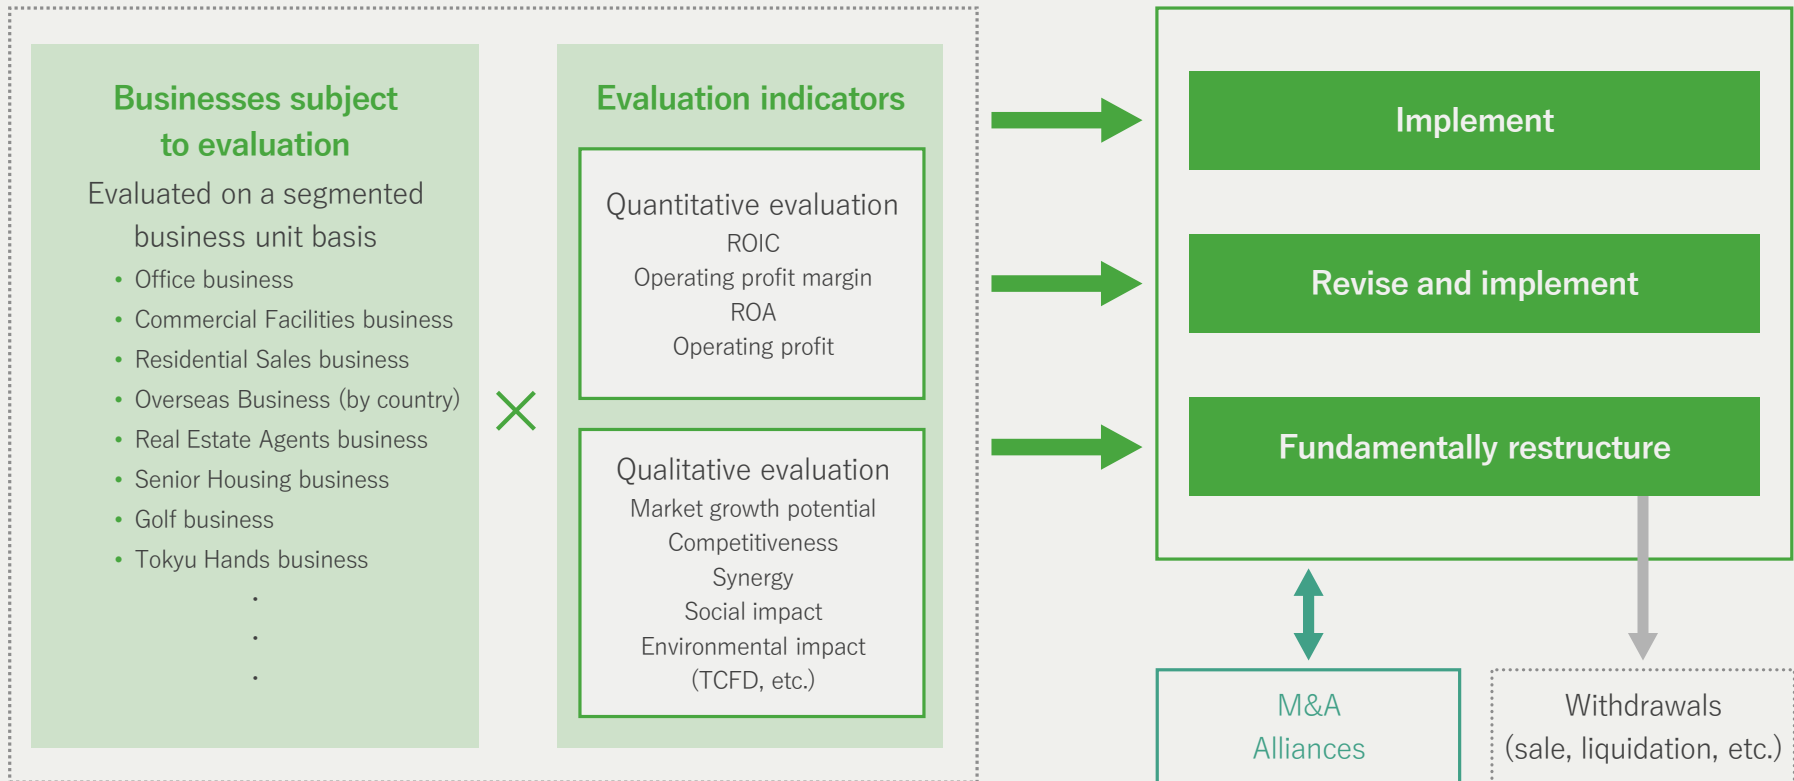 Businesses subject
to evaluation
Evaluated on a segmented
business unit basis
• Office business
• Commercial Facilities business
• Residential Sales business
• Overseas Business (by country)
• Real Estate Agents business
• Senior Housing business
• Golf business
• Tokyu Hands business
.
.
.
×
Evaluation indicators
Quantitative evaluation
ROIC
Operating profit margin
ROA
Operating profit
Qualitative evaluation
Market growth potential
Competitiveness
Synergy
Social impact
Environmental impact
(TCFD, etc.)
Implement
Revise and implement
Fundamentally restructure
M&A
Alliances
Withdrawals
(sale, liquidation, etc.)